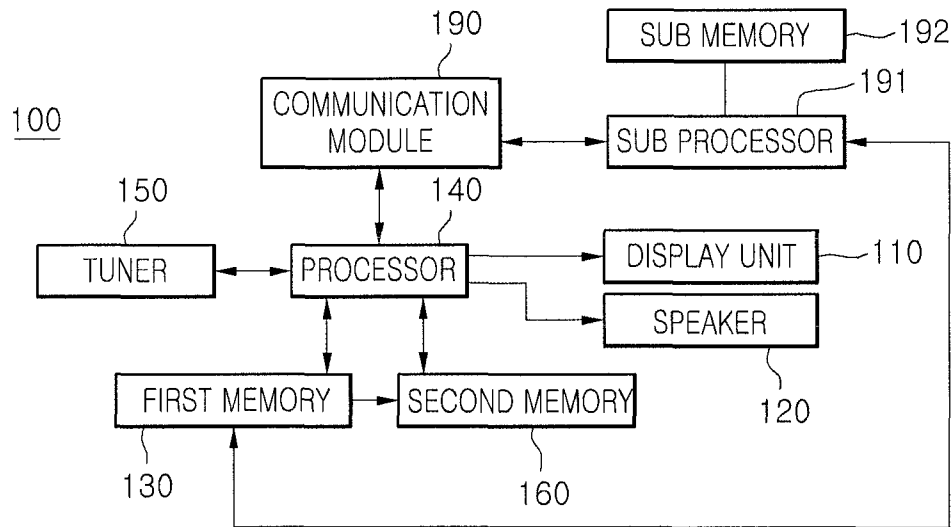 190
SUB MEMORY
192
100
COMMUNICATION
MODULE
191
SUB PROCESSOR
150
140
TUNER
PROCESSOR
DISPLAY UNIT
110
SPEAKER
FIRST MEMORY
SECOND MEMORY
120
130
160